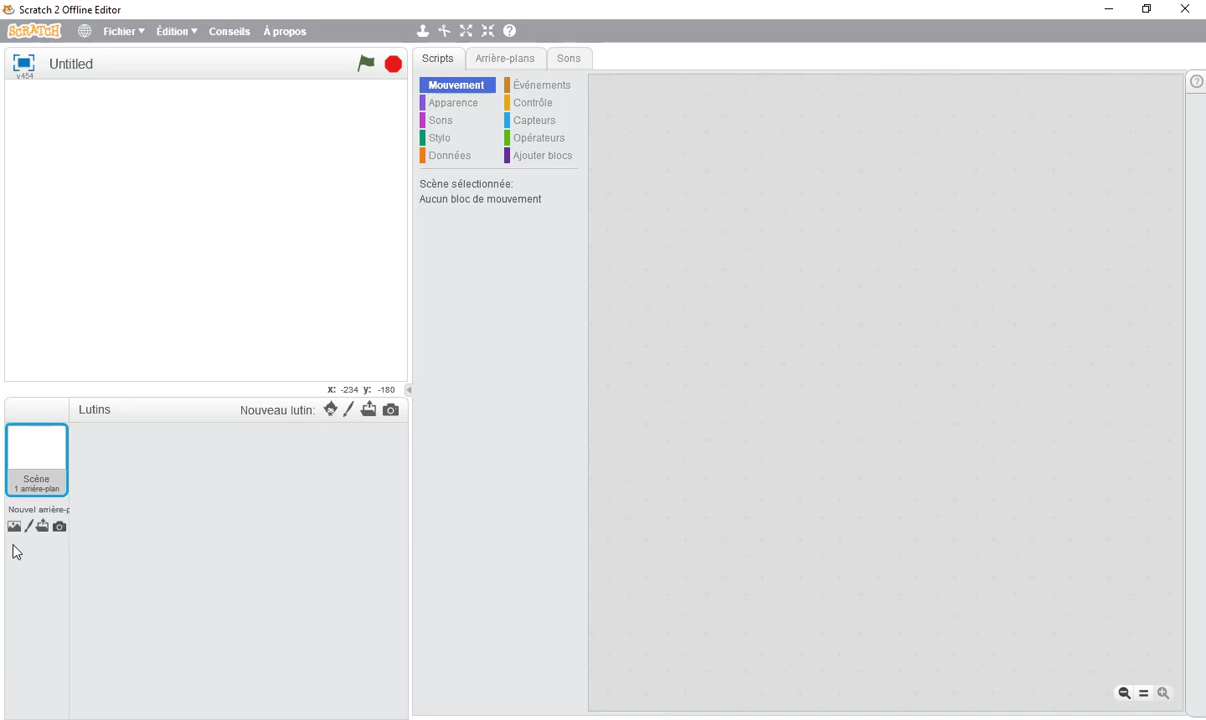 Scratch 2 Offline Editor
SCRATCH Fichier Édition Conseils À propos
v454 Untitled
Scripts Arrière-plans Sons
Mouvement Événements
Apparence Contrôle
Sons Capteurs
Stylo Opérateurs
Données Ajouter blocs
Scène sélectionnée:
Aucun bloc de mouvement
x: -234 y: -180
Lutins Nouveau lutin:
Scène
1 arrière-plan
Nouvel arrière-p